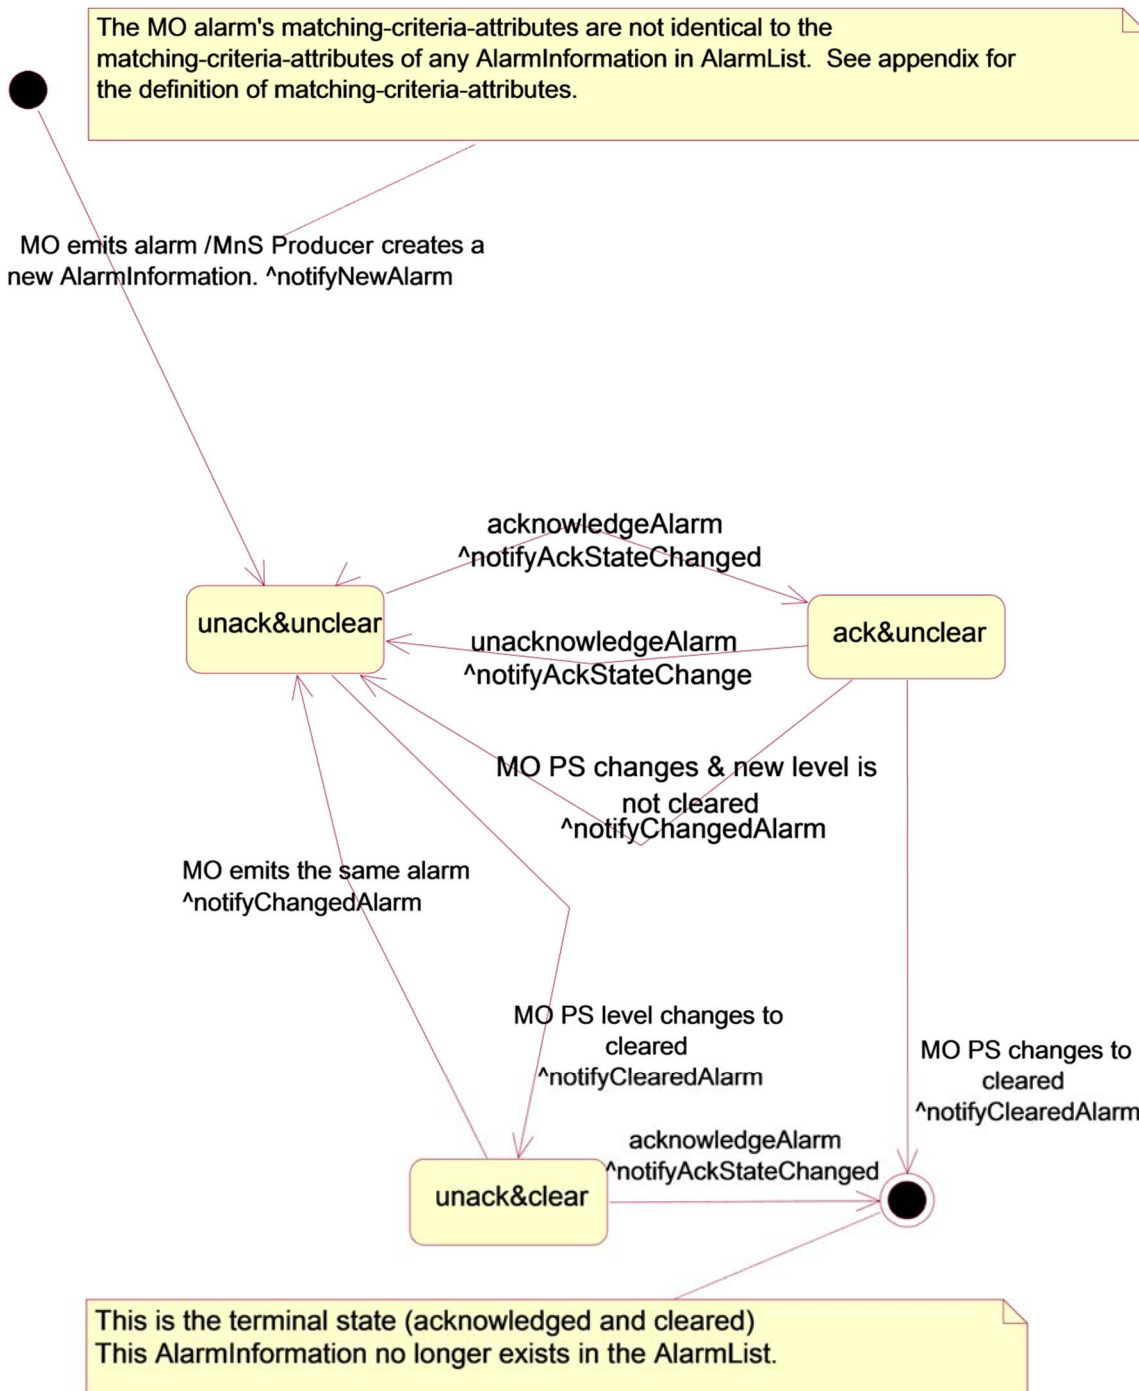 The MO alarm's matching-criteria-attributes are not identical to the
matching-criteria-attributes of any AlarmInformation in AlarmList.  See appendix for
the definition of matching-criteria-attributes.
MO emits alarm /MnS Producer creates a
new AlarmInformation. ^notifyNewAlarm
acknowledgeAlarm
^notifyAckStateChanged
unack&unclear
ack&unclear
unacknowledgeAlarm
^notifyAckStateChange
MO PS changes & new level is
not cleared
^notifyChangedAlarm
MO emits the same alarm
^notifyChangedAlarm
MO PS level changes to
cleared
^notifyClearedAlarm
MO PS changes to
cleared
^notifyClearedAlarm
acknowledgeAlarm
^notifyAckStateChanged
unack&clear
This is the terminal state (acknowledged and cleared)
This AlarmInformation no longer exists in the AlarmList.